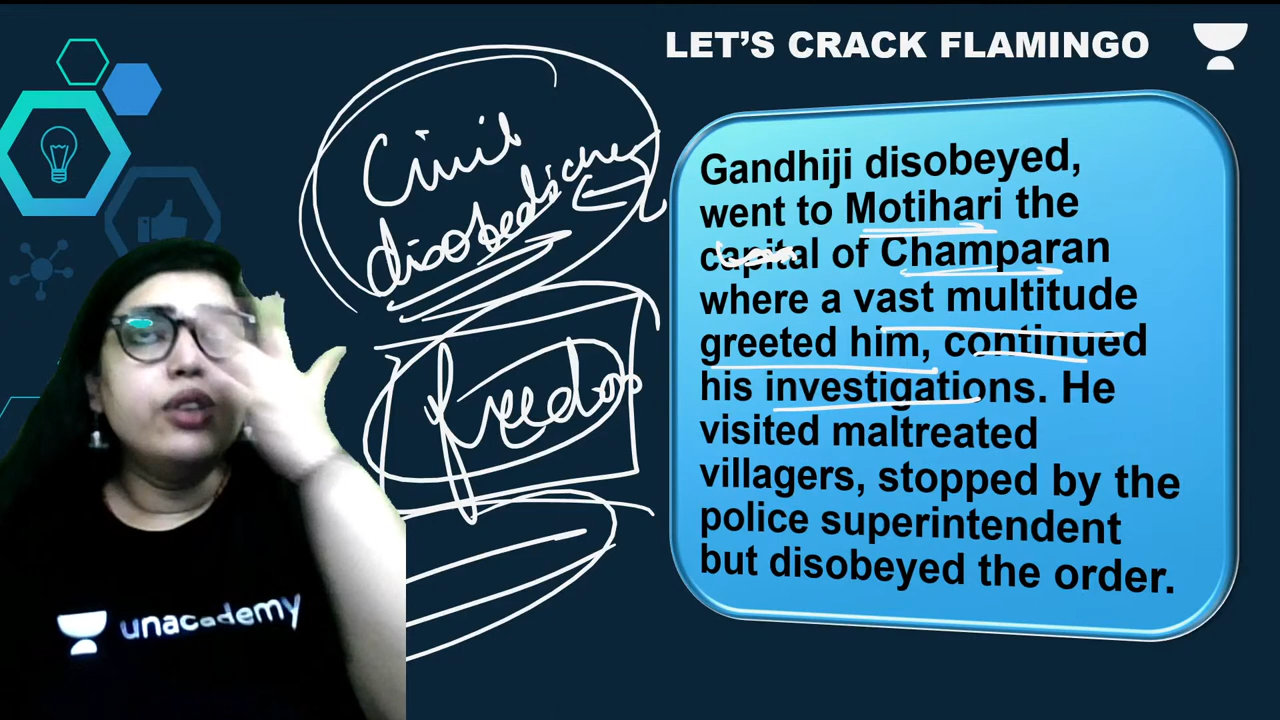 LET'S CRACK FLAMINGO
Civil
disobedience
freedom
Gandhiji disobeyed,
went to Motihari the
capital of Champaran
where a vast multitude
greeted him, continued
his investigations. He
visited maltreated
villagers, stopped by the
police superintendent
but disobeyed the order.
unacademy